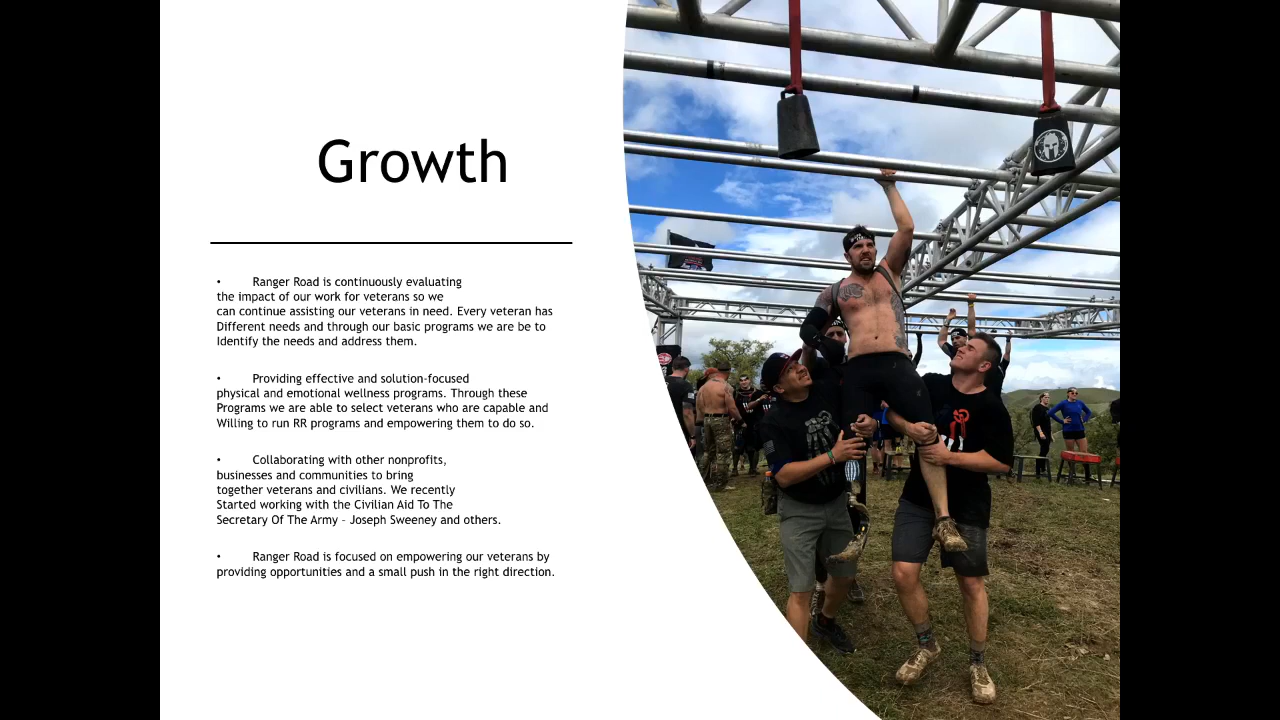 Growth
• Ranger Road is continuously evaluating
the impact of our work for veterans so we
can continue assisting our veterans in need. Every veteran has
Different needs and through our basic programs we are be to
Identify the needs and address them.
• Providing effective and solution-focused
physical and emotional wellness programs. Through these
Programs we are able to select veterans who are capable and
Willing to run RR programs and empowering them to do so.
• Collaborating with other nonprofits,
businesses and communities to bring
together veterans and civilians. We recently
Started working with the Civilian Aid To The
Secretary Of The Army – Joseph Sweeney and others.
• Ranger Road is focused on empowering our veterans by
providing opportunities and a small push in the right direction.